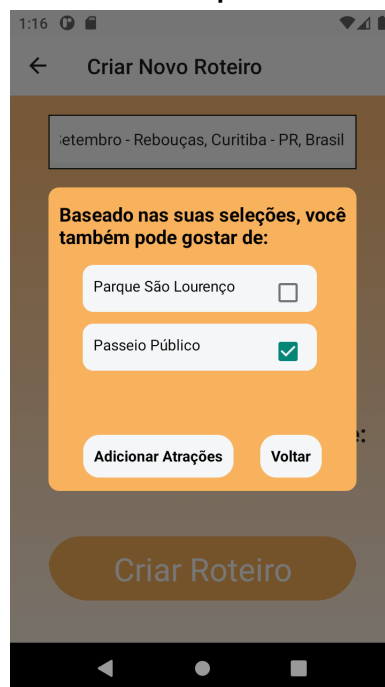 1:16
Criar Novo Roteiro
Setembro - Rebouças, Curitiba - PR, Brasil
Baseado nas suas seleções, você
também pode gostar de:
Parque São Lourenço
Passeio Público
Adicionar Atrações
Voltar
Criar Roteiro